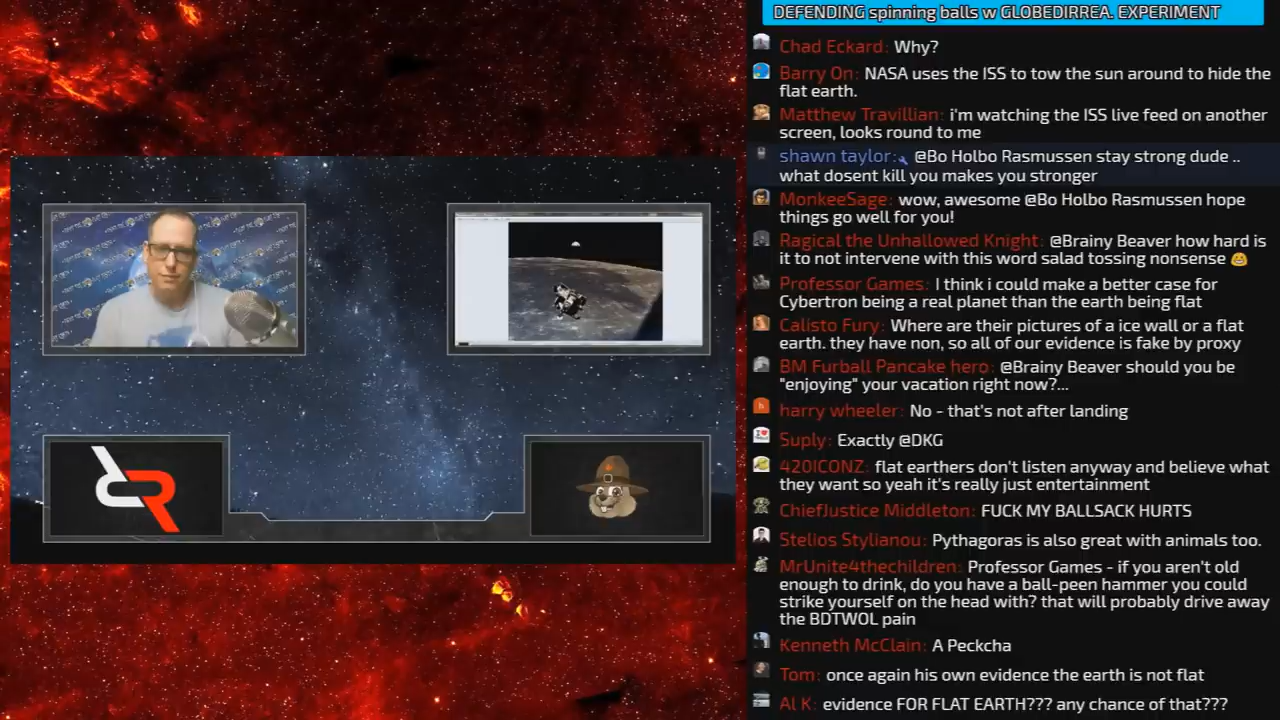 DEFENDING spinning balls w GLOBEDIRREA. EXPERIMENT
Chad Eckard: Why?
Barry On: NASA uses the ISS to tow the sun around to hide the
flat earth.
Matthew Travillian: i'm watching the ISS live feed on another
screen, looks round to me
shawn taylor: @Bo Holbo Rasmussen stay strong dude ..
what dosent kill you makes you stronger
MonkeeSage: wow, awesome @Bo Holbo Rasmussen hope
things go well for you!
Ragical the Unhallowed Knight: @Brainy Beaver how hard is
it to not intervene with this word salad tossing nonsense 😂
Professor Games: I think i could make a better case for
Cybertron being a real planet than the earth being flat
Calisto Fury: Where are their pictures of a ice wall or a flat
earth. they have non, so all of our evidence is fake by proxy
BM Furball Pancake hero: @Brainy Beaver should you be
"enjoying" your vacation right now?...
harry wheeler: No - that's not after landing
Suply: Exactly @DKG
420ICONZ: flat earthers don't listen anyway and believe what
they want so yeah it's really just entertainment
ChiefJustice Middleton: FUCK MY BALLSACK HURTS
Stelios Stylianou: Pythagoras is also great with animals too.
MrUnite4thechildren: Professor Games - if you aren't old
enough to drink, do you have a ball-peen hammer you could
strike yourself on the head with? that will probably drive away
the BDTWOL pain
Kenneth McClain: A Peckcha
Tom: once again his own evidence the earth is not flat
Al K: evidence FOR FLAT EARTH??? any chance of that???